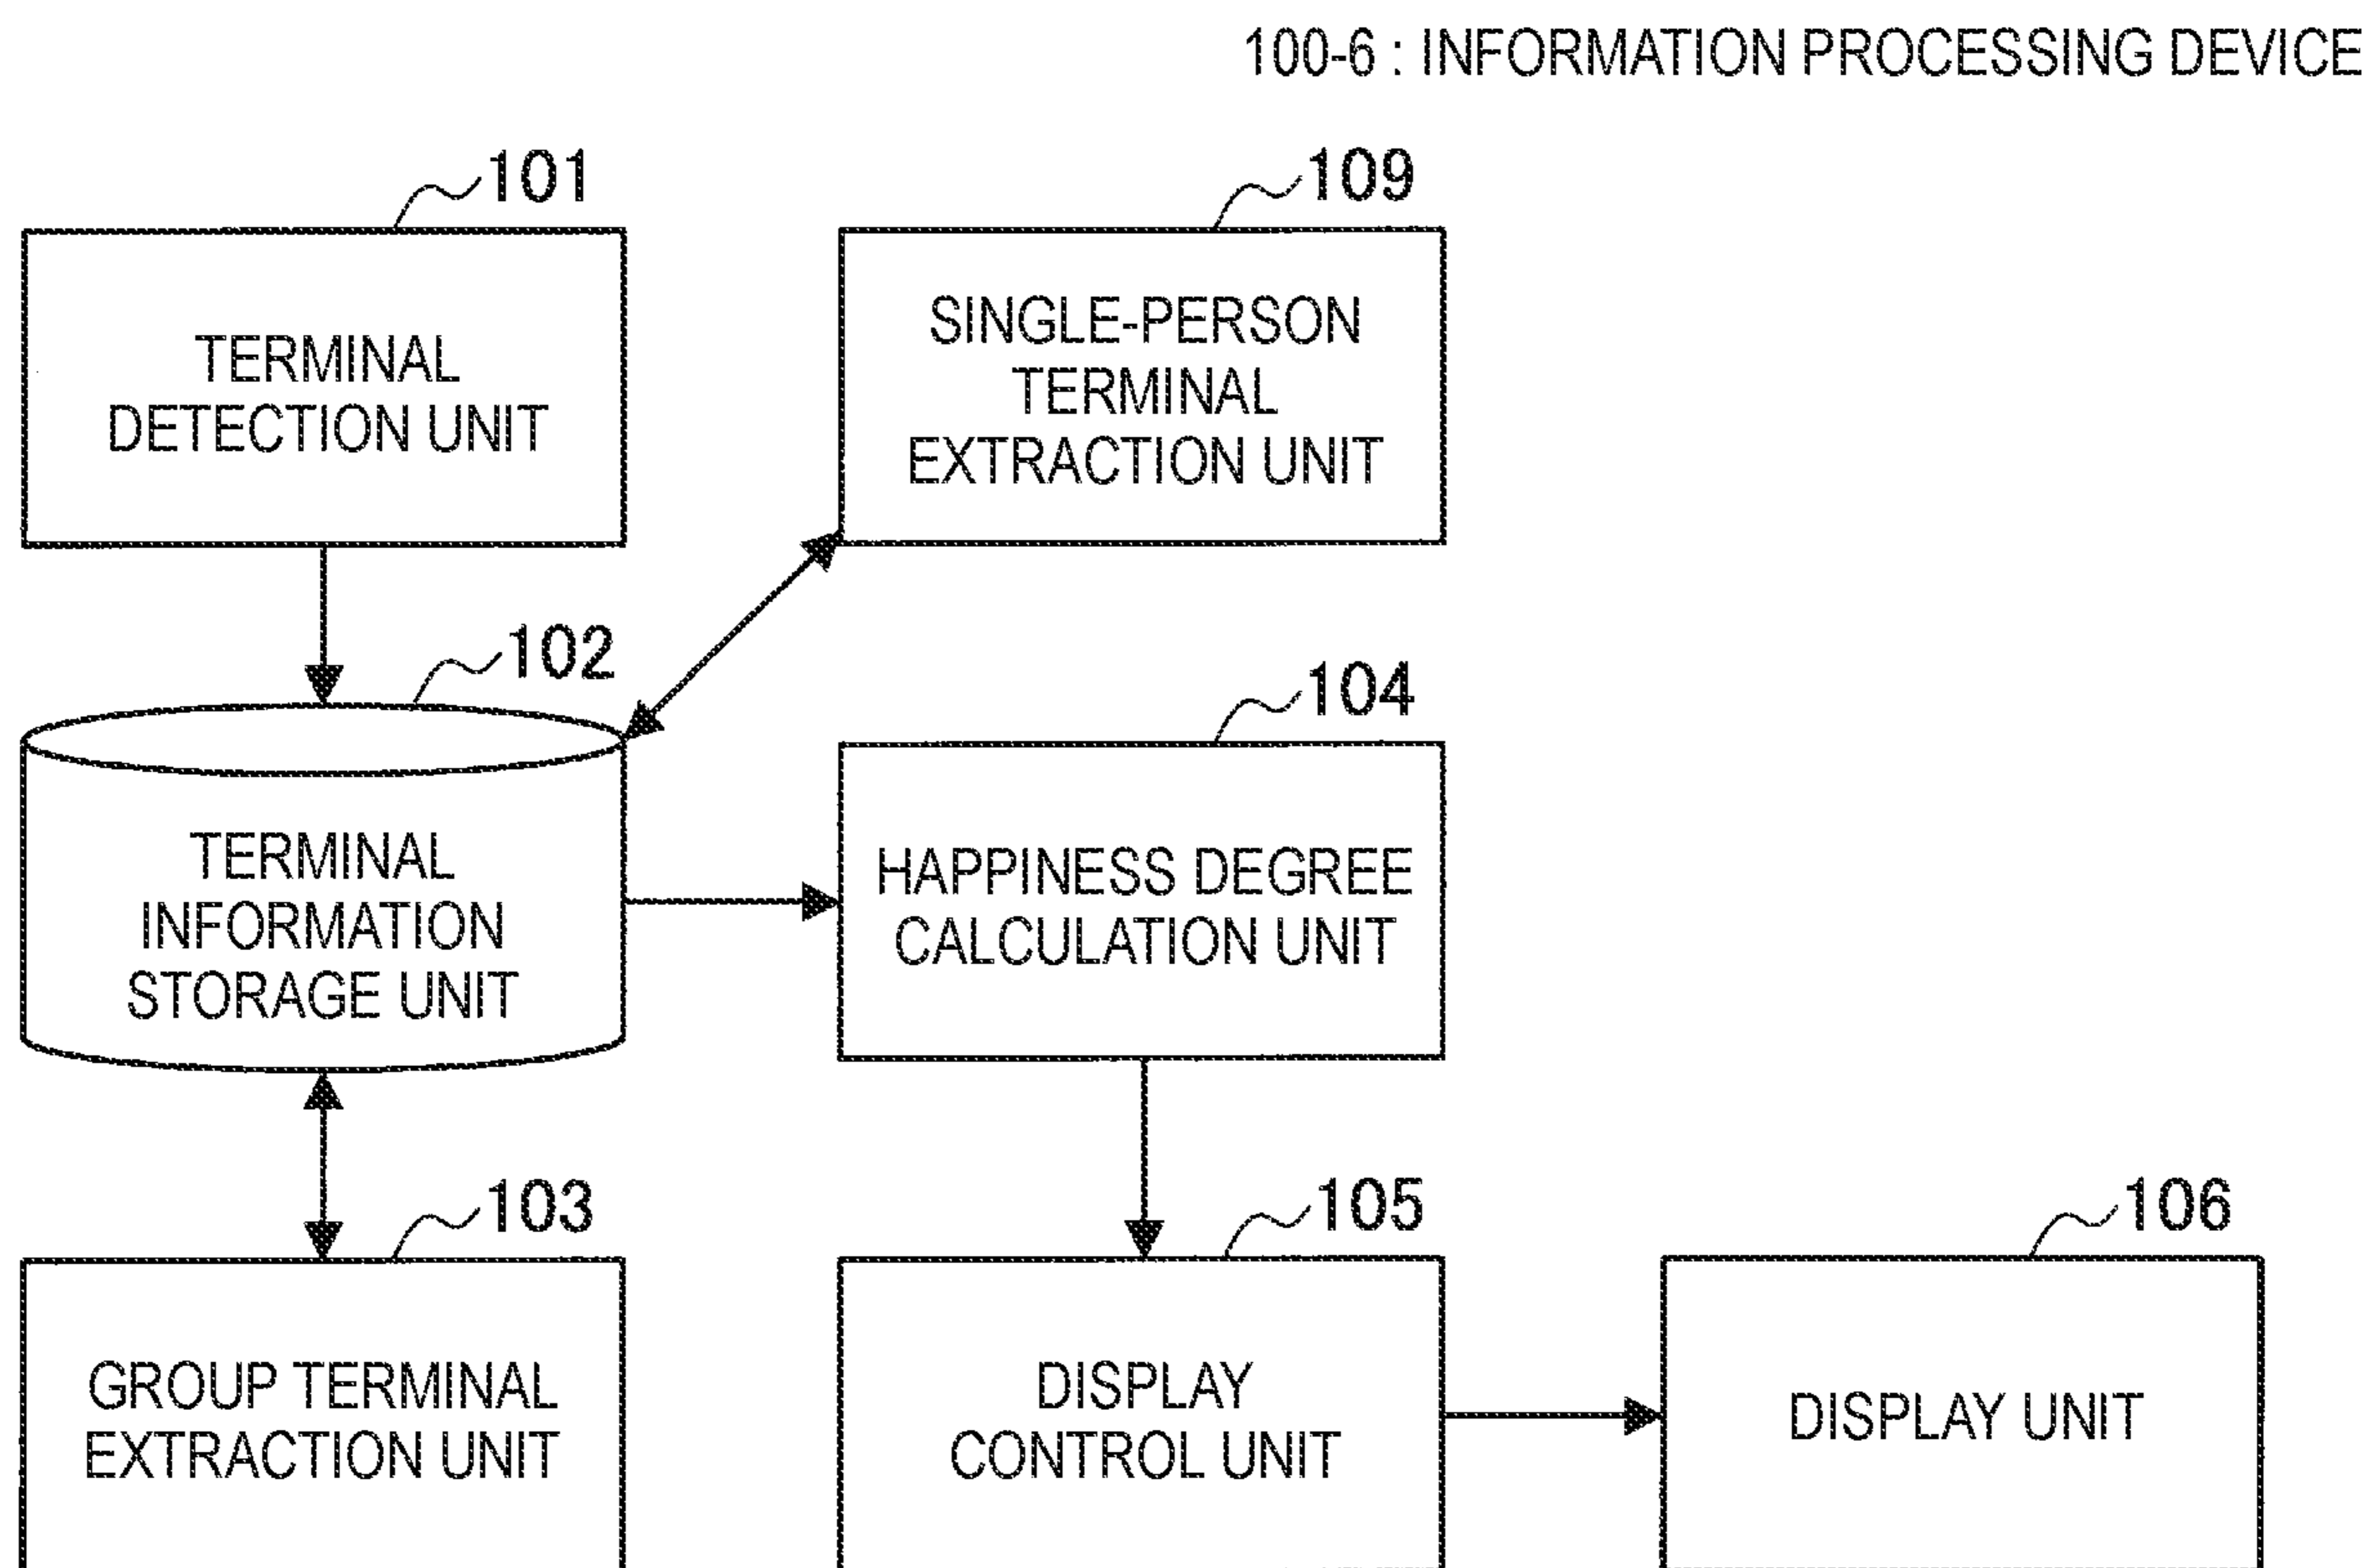 100-6 : INFORMATION PROCESSING DEVICE
101
TERMINAL
DETECTION UNIT
109
SINGLE-PERSON
TERMINAL
EXTRACTION UNIT
102
TERMINAL
INFORMATION
STORAGE UNIT
104
HAPPINESS DEGREE
CALCULATION UNIT
103
GROUP TERMINAL
EXTRACTION UNIT
105
DISPLAY
CONTROL UNIT
106
DISPLAY UNIT